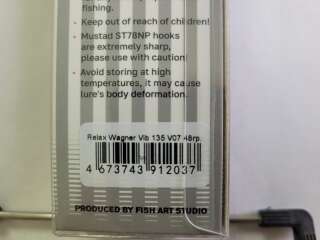 fishing.
• Keep out of reach of children!
• Mustad ST78NP hooks
are extremely sharp,
please use with caution!
• Avoid storing at high
temperatures, it may cause
lure's body deformation.
Relax Wagner Vib 135 V07 48гр.
4 673743 912037
PRODUCED BY FISH ART STUDIO